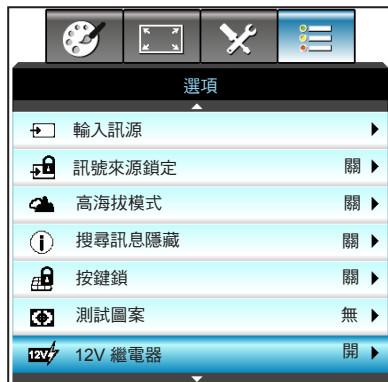 選項
輸入訊源
訊號來源鎖定 關
高海拔模式 關
搜尋訊息隱藏 關
按鍵鎖 關
測試圖案 無
12V 12V 繼電器 開